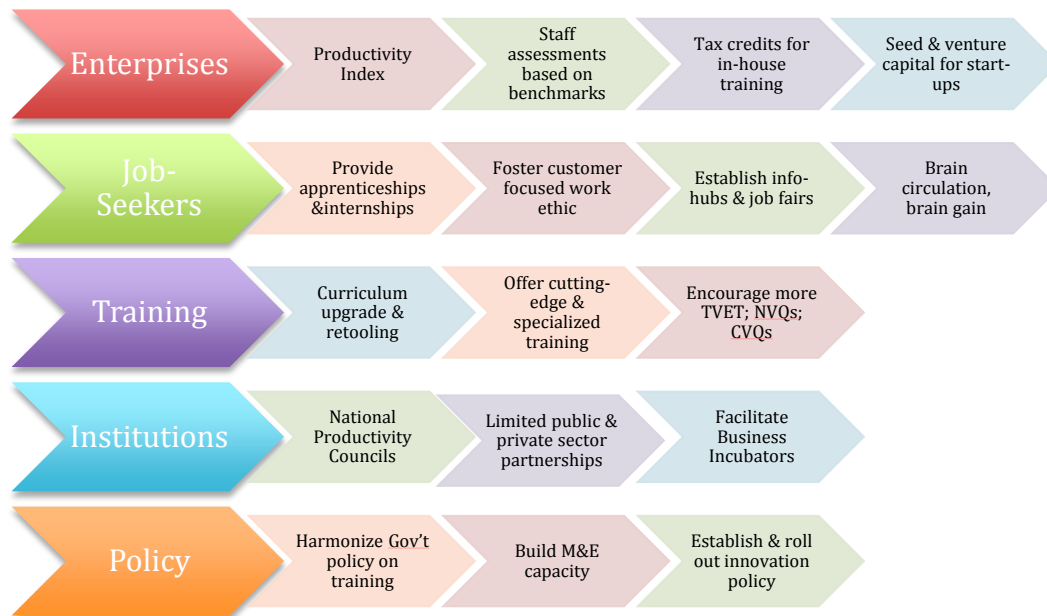 Enterprises
Productivity
Index
Staff
assessments
based on
benchmarks
Tax credits for
in-house
training
Seed & venture
capital for start-
ups
Job-
Seekers
Provide
apprenticeships
&internships
Foster customer
focused work
ethic
Establish info-
hubs & job fairs
Brain
circulation,
brain gain
Training
Curriculum
upgrade &
retooling
Offer cutting-
edge &
specialized
training
Encourage more
TVET; NVQs;
CVQs
Institutions
National
Productivity
Councils
Limited public &
private sector
partnerships
Facilitate
Business
Incubators
Policy
Harmonize Gov’t
policy on
training
Build M&E
capacity
Establish & roll
out innovation
policy